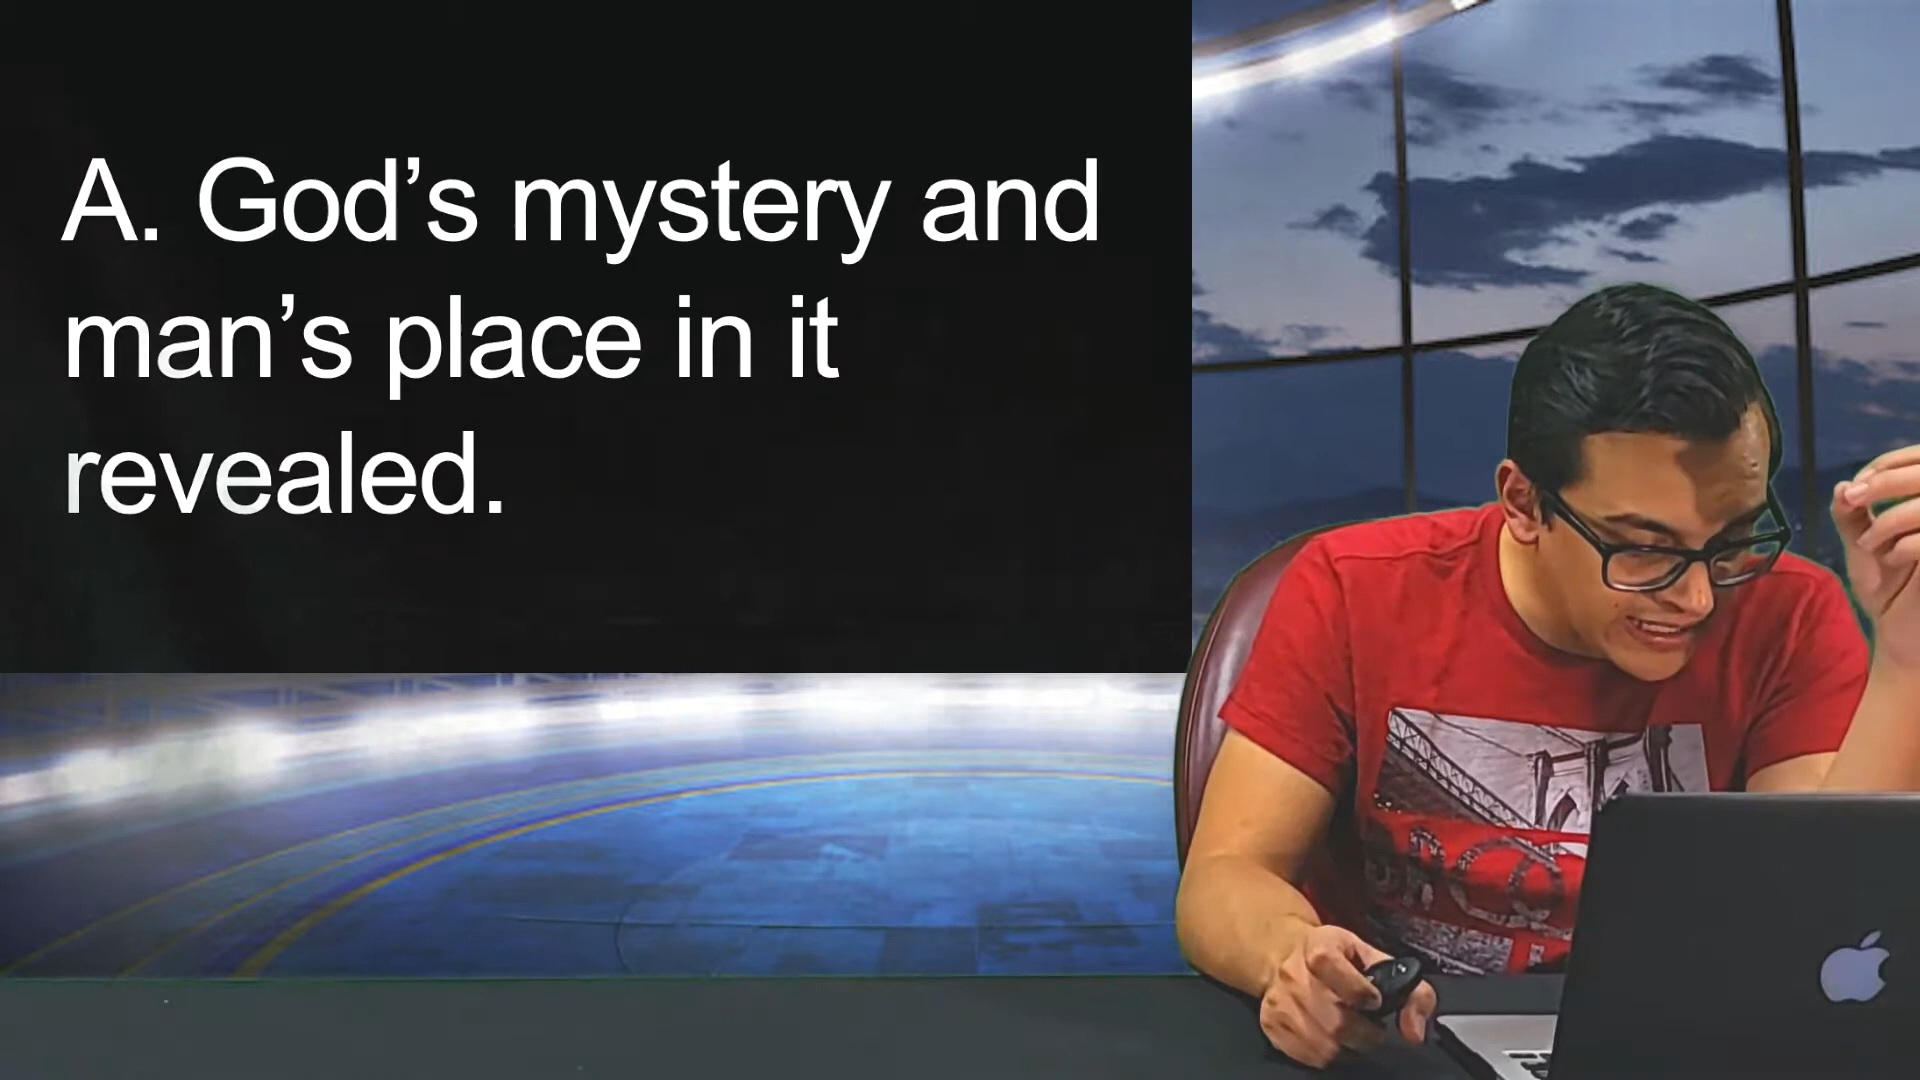 A. God’s mystery and
man’s place in it
revealed.